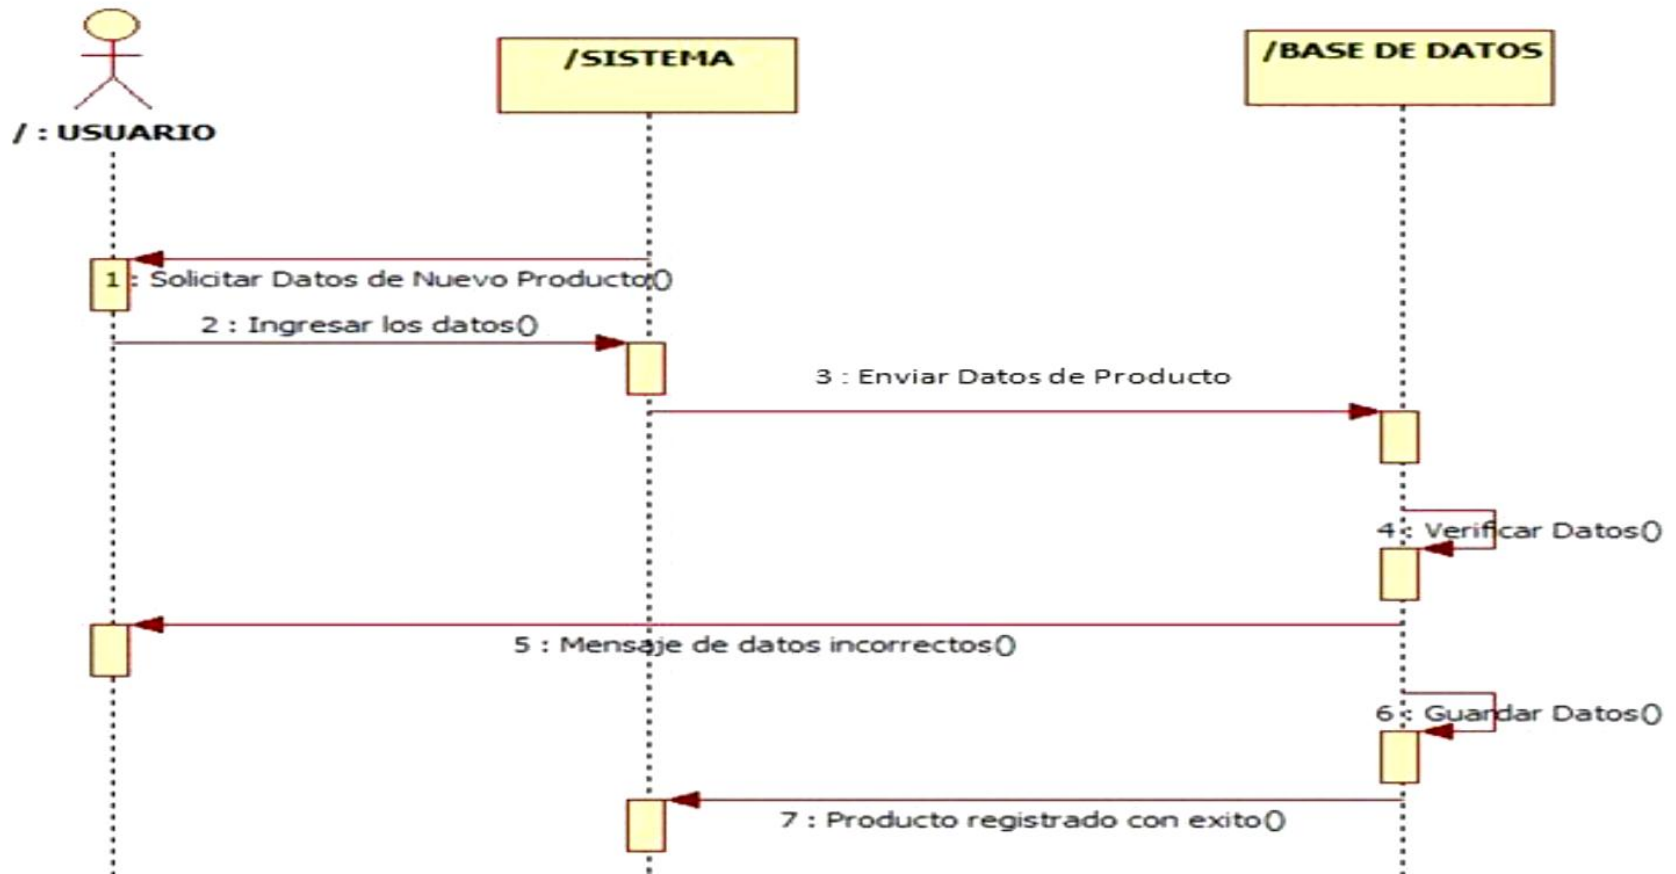 /SISTEMA
/BASE DE DATOS
/ : USUARIO
1 : Solicitar Datos de Nuevo Producto()
2 : Ingresar los datos()
3 : Enviar Datos de Producto
4 : Verificar Datos()
5 : Mensaje de datos incorrectos()
6 : Guardar Datos()
7 : Producto registrado con exito()